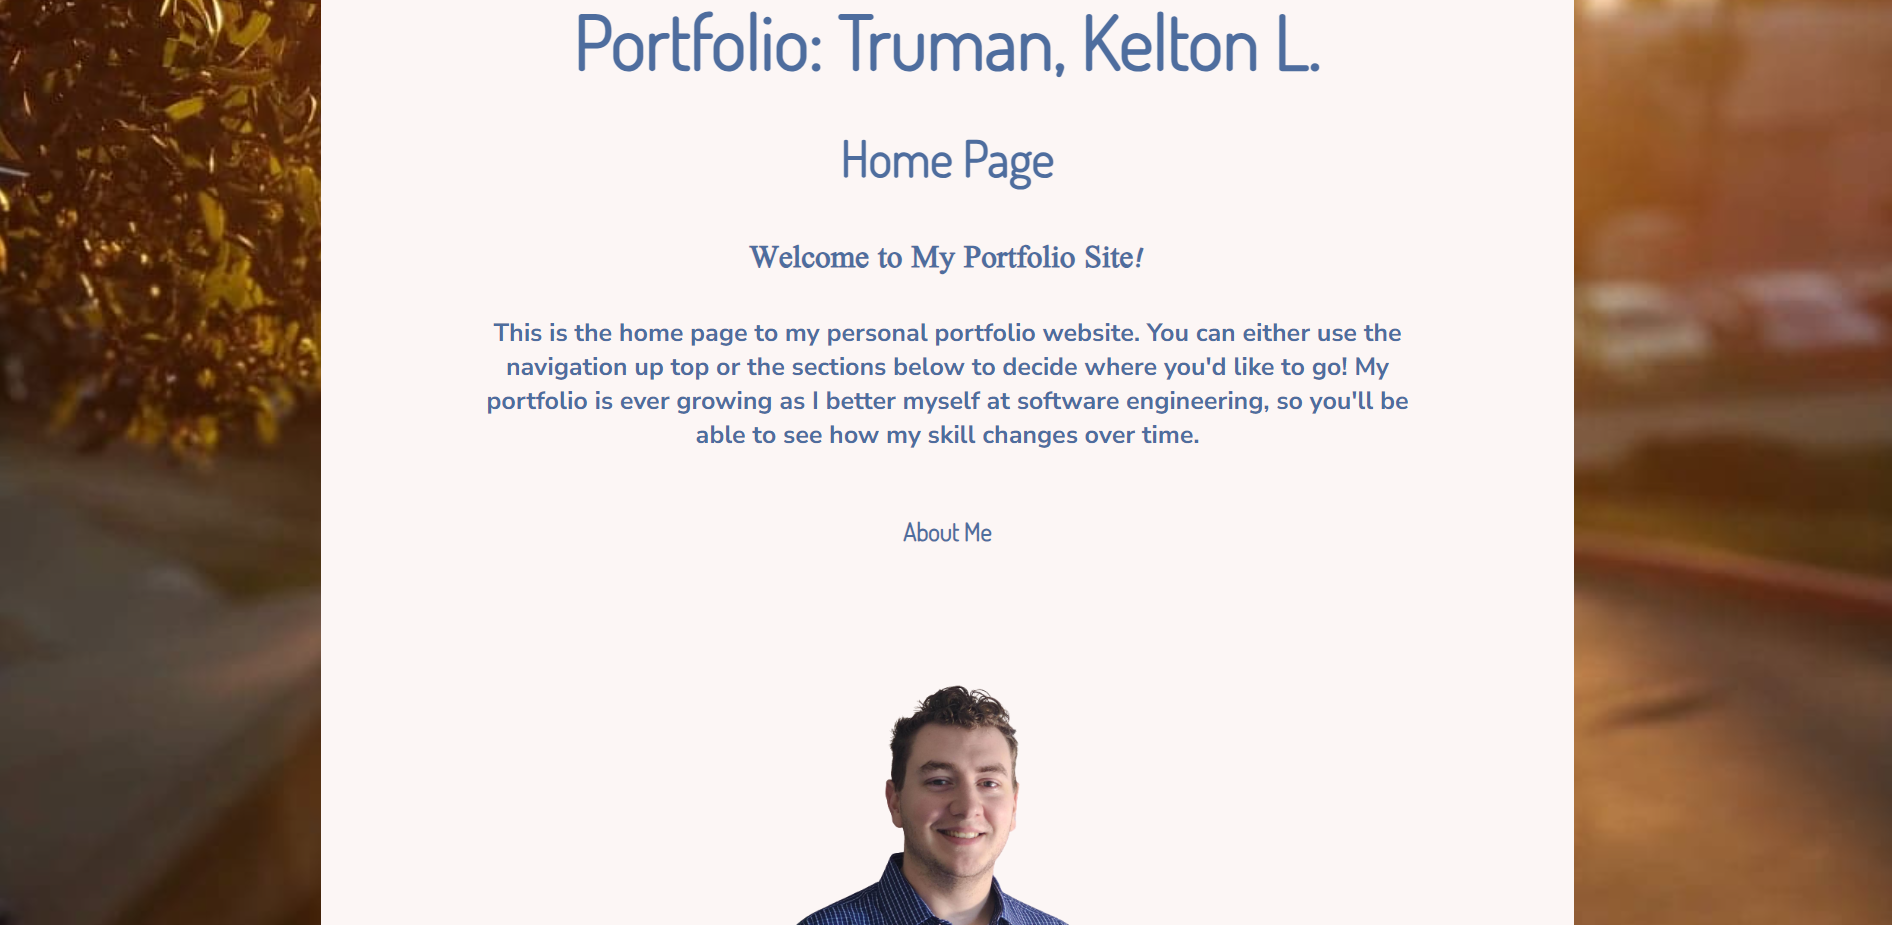 Portfolio: Truman, Kelton L.
Home Page
Welcome to My Portfolio Site!
This is the home page to my personal portfolio website. You can either use the
navigation up top or the sections below to decide where you'd like to go! My
portfolio is ever growing as I better myself at software engineering, so you'll be
able to see how my skill changes over time.
About Me